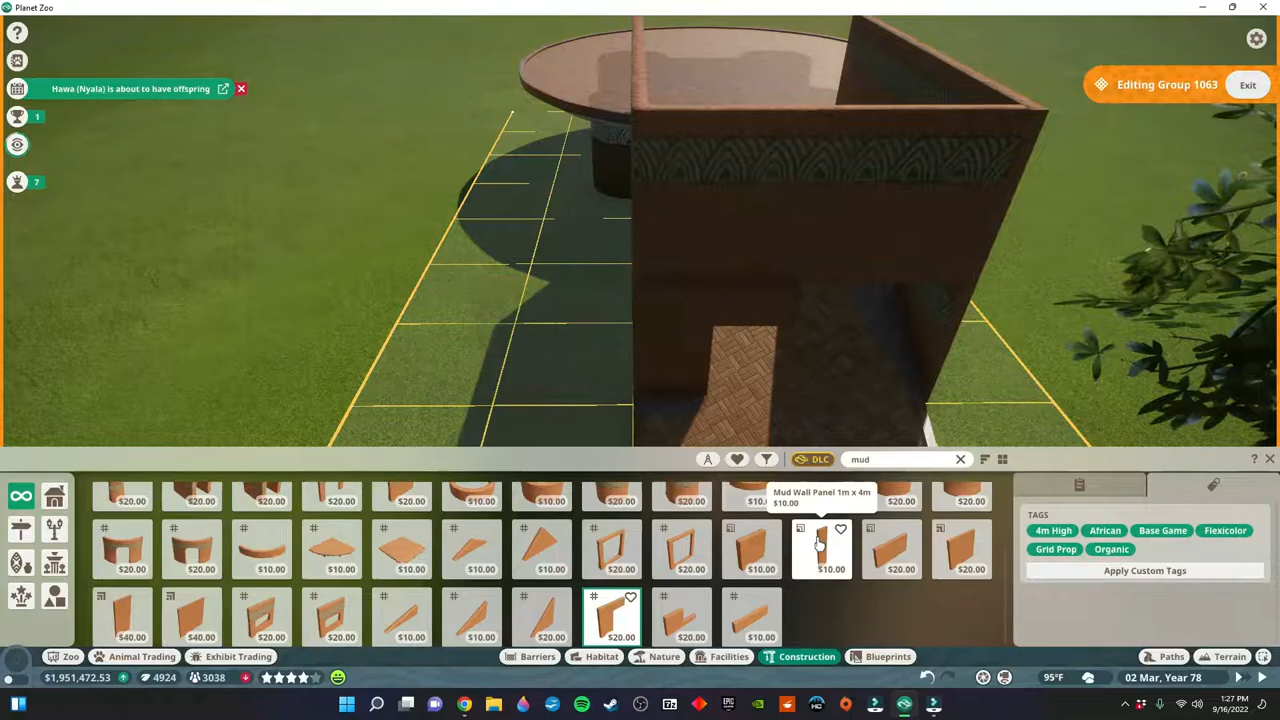 Planet Zoo
Hawa (Nyala) is about to have offspring
1
7
Editing Group 1063
Exit
DLC
mud
Mud Wall Panel 1m x 4m
$10.00
$20.00 $20.00 $20.00 $20.00 $20.00 $10.00 $20.00 $20.00 $20.00 $10.00 $20.00 $20.00
$20.00 $20.00 $10.00 $10.00 $10.00 $10.00 $10.00 $20.00 $20.00 $10.00 $10.00 $20.00 $20.00
$40.00 $40.00 $20.00 $20.00 $10.00 $10.00 $20.00 $20.00 $20.00 $10.00
TAGS
4m High African Base Game Flexicolor
Grid Prop Organic
Apply Custom Tags
Zoo Animal Trading Exhibit Trading Barriers Habitat Nature Facilities Construction Blueprints Paths Terrain
$1,951,472.53 4924 3038 95°F 02 Mar, Year 78
1:27 PM
9/16/2022